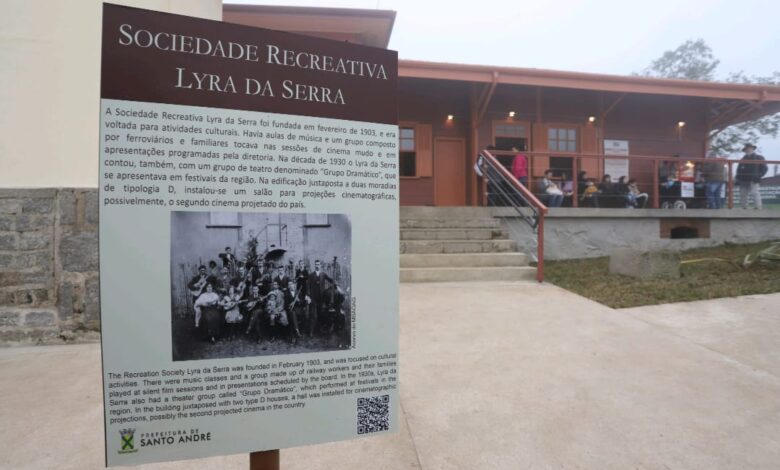 SOCIEDADE RECREATIVA
LYRA DA SERRA
A Sociedade Recreativa Lyra da Serra foi fundada em fevereiro de 1903, e era
voltada para atividades culturais. Havia aulas de música e um grupo composto
por ferroviários e familiares tocava nas sessões de cinema mudo e em
apresentações programadas pela diretoria. Na década de 1930 o Lyra da Serra
contou, também, com um grupo de teatro denominado "Grupo Dramático", que
se apresentava em festivais da região. Na edificação justaposta a duas moradias
de tipologia D, instalou-se um salão para projeções cinematográficas,
possivelmente, o segundo cinema projetado do país.
Acervo do MSAOAG
The Recreation Society Lyra da Serra was founded in February 1903, and was focused on cultural
activities. There were music classes and a group made up of railway workers and their families
played at silent film sessions and in presentations scheduled by the board. In the 1930s, Lyra da
Serra also had a theater group called "Grupo Dramático", which performed at festivals in the
region. In the building juxtaposed with two type D houses, a hall was installed for cinematographic
projections, possibly the second projected cinema in the country.
PREFEITURA DE
SANTO ANDRÉ